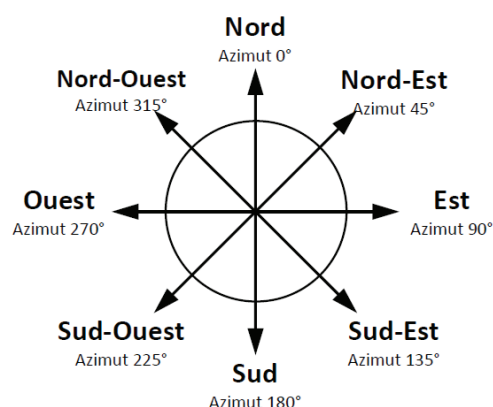 Nord
Azimut 0°
Nord-Ouest
Azimut 315°
Nord-Est
Azimut 45°
Ouest
Azimut 270°
Est
Azimut 90°
Sud-Ouest
Azimut 225°
Sud-Est
Azimut 135°
Sud
Azimut 180°